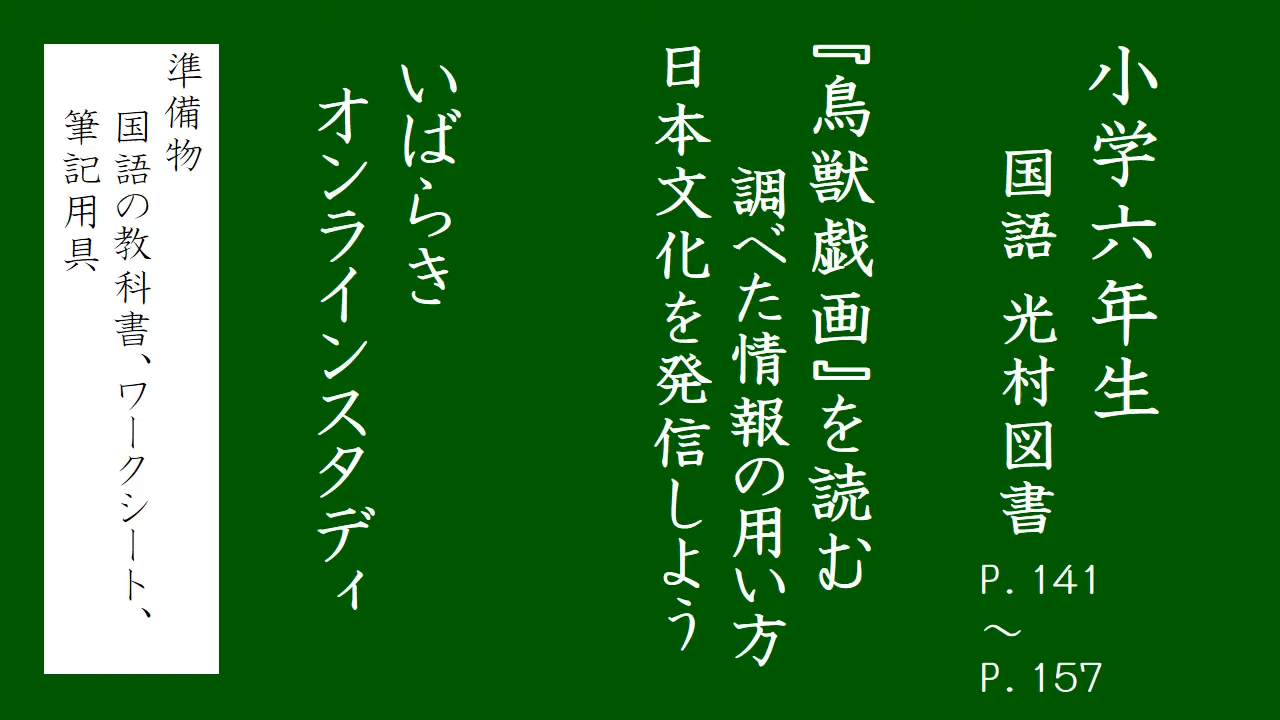 小学六年生
国語 光村図書
P.141
～
P.157
『鳥獣戯画』を読む
調べた情報の用い方
日本文化を発信しよう
いばらき
オンラインスタディ
準備物
国語の教科書、ワークシート、
筆記用具